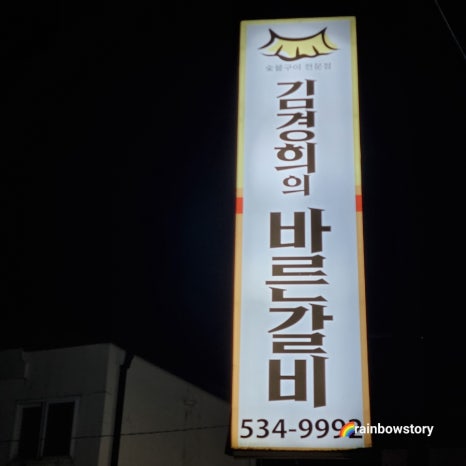 숯불구이 전문점
김경희의
바른갈비
534-9992
rainbowstory